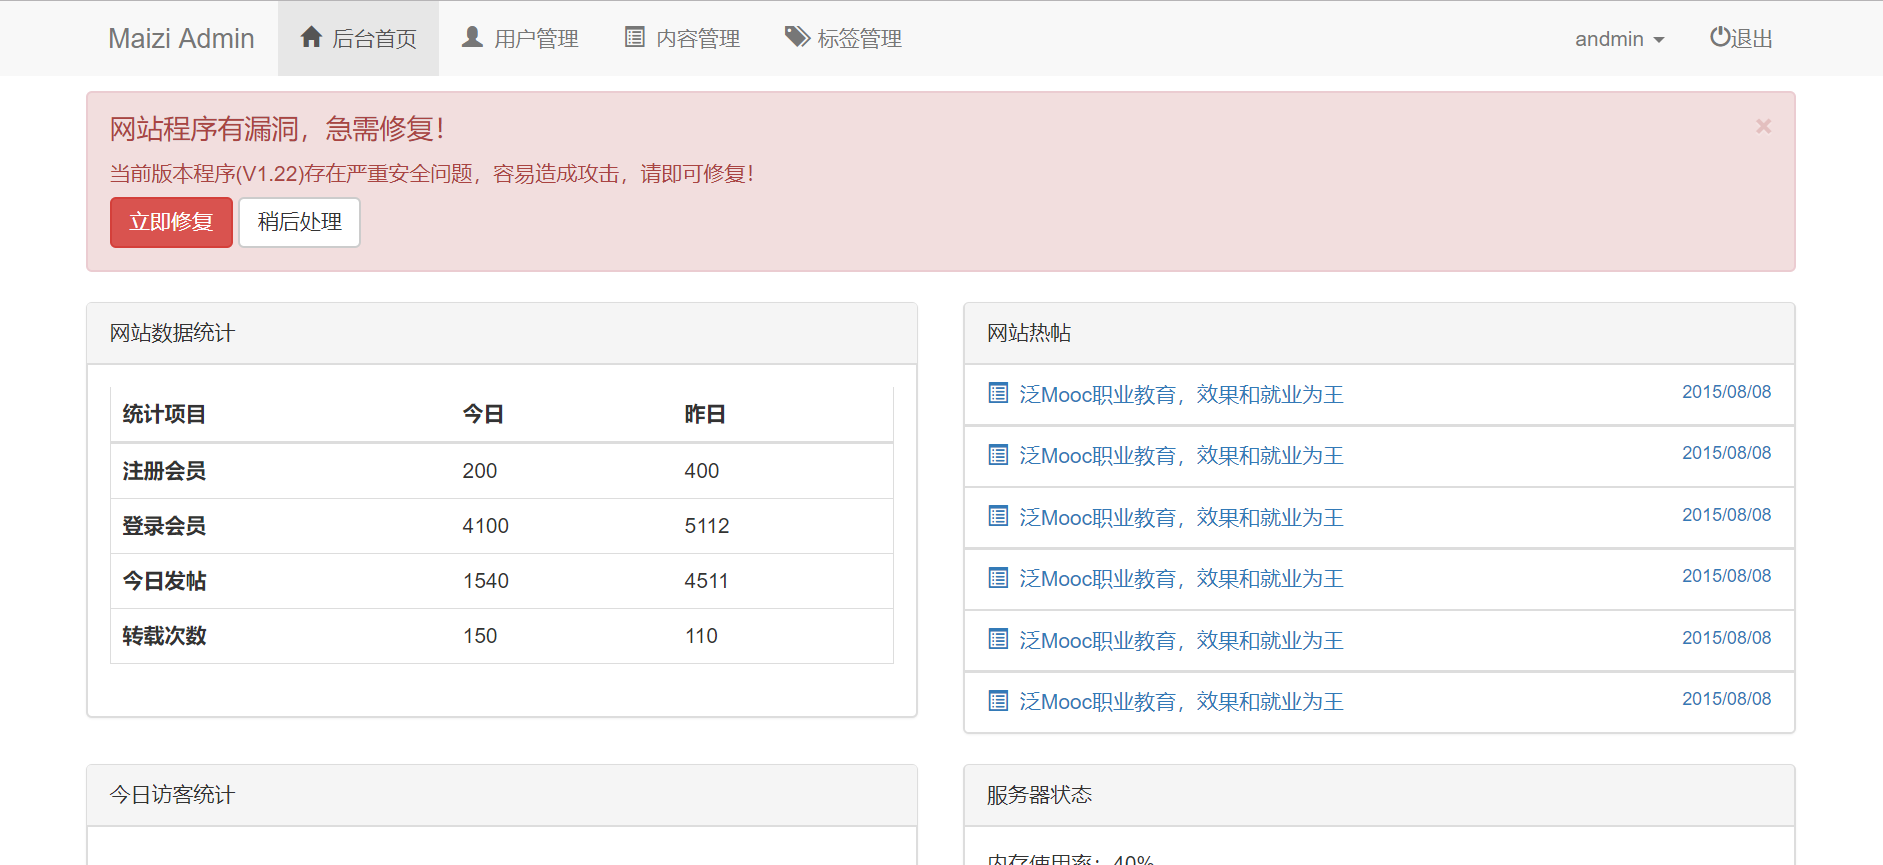 Maizi Admin 后台首页 用户管理 内容管理 标签管理 andmin 退出
网站程序有漏洞，急需修复！ ×
当前版本程序(V1.22)存在严重安全问题，容易造成攻击，请即可修复！
立即修复 稍后处理
网站数据统计
统计项目 今日 昨日
注册会员 200 400
登录会员 4100 5112
今日发帖 1540 4511
转载次数 150 110
网站热帖
泛Mooc职业教育，效果和就业为王 2015/08/08
泛Mooc职业教育，效果和就业为王 2015/08/08
泛Mooc职业教育，效果和就业为王 2015/08/08
泛Mooc职业教育，效果和就业为王 2015/08/08
泛Mooc职业教育，效果和就业为王 2015/08/08
泛Mooc职业教育，效果和就业为王 2015/08/08
今日访客统计
服务器状态
内存使用率：40%